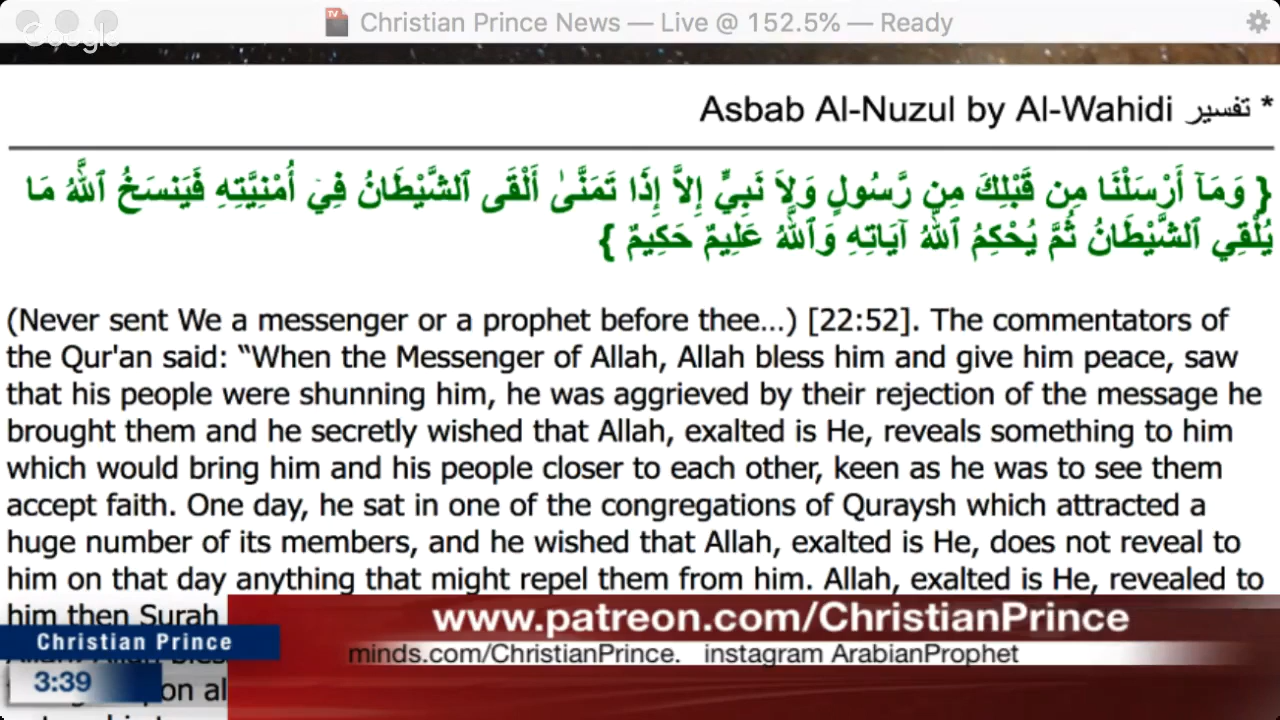 Christian Prince News — Live @ 152.5% — Ready
Google
Asbab Al-Nuzul by Al-Wahidi تفسير *
{ وَمَآ أَرْسَلْنَا مِن قَبْلِكَ مِن رَّسُولٍ وَلاَ نَبِيٍّ إِلاَّ إِذَا تَمَنَّىٰ أَلْقَى ٱلشَّيْطَانُ فِيۤ أُمْنِيَّتِهِ فَيَنسَخُ ٱللَّهُ مَا
يُلْقِي ٱلشَّيْطَانُ ثُمَّ يُحْكِمُ ٱللَّهُ آيَاتِهِ وَٱللَّهُ عَلِيمٌ حَكِيمٌ }
(Never sent We a messenger or a prophet before thee...) [22:52]. The commentators of
the Qur'an said: “When the Messenger of Allah, Allah bless him and give him peace, saw
that his people were shunning him, he was aggrieved by their rejection of the message he
brought them and he secretly wished that Allah, exalted is He, reveals something to him
which would bring him and his people closer to each other, keen as he was to see them
accept faith. One day, he sat in one of the congregations of Quraysh which attracted a
huge number of its members, and he wished that Allah, exalted is He, does not reveal to
him on that day anything that might repel them from him. Allah, exalted is He, revealed to
him then Surah
www.patreon.com/ChristianPrince
Christian Prince
minds.com/ChristianPrince. instagram ArabianProphet
3:39
on al